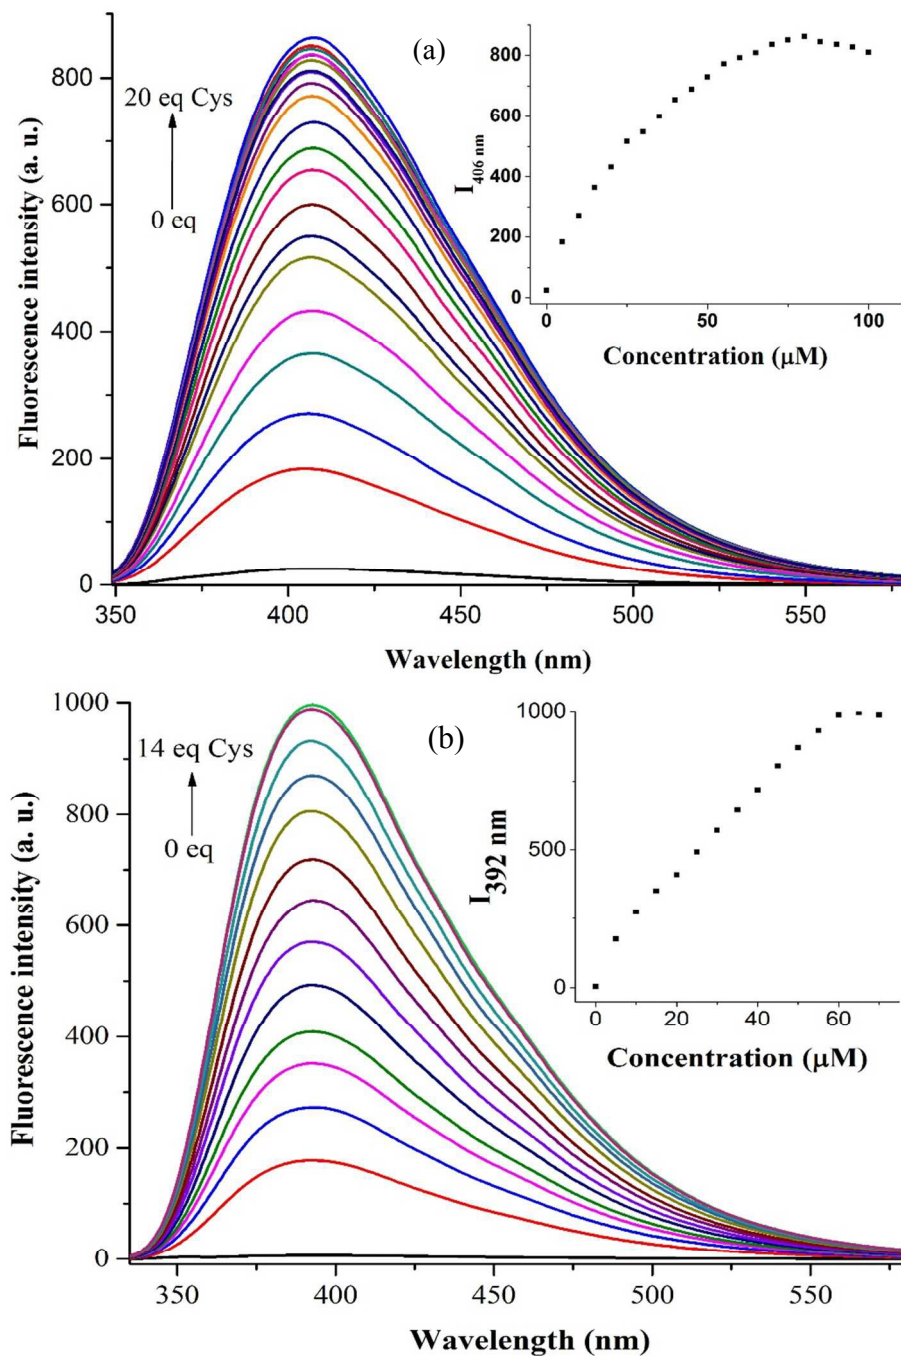 (a)
20 eq Cys
0 eq
Fluorescence intensity (a. u.)
800
600
400
200
0
350 400 450 500 550
Wavelength (nm)
I406 nm
800
600
400
200
0
0 50 100
Concentration (μM)
(b)
14 eq Cys
0 eq
Fluorescence intensity (a. u.)
1000
800
600
400
200
0
350 400 450 500 550
Wavelength (nm)
I392 nm
1000
500
0
0 20 40 60
Concentration (μM)